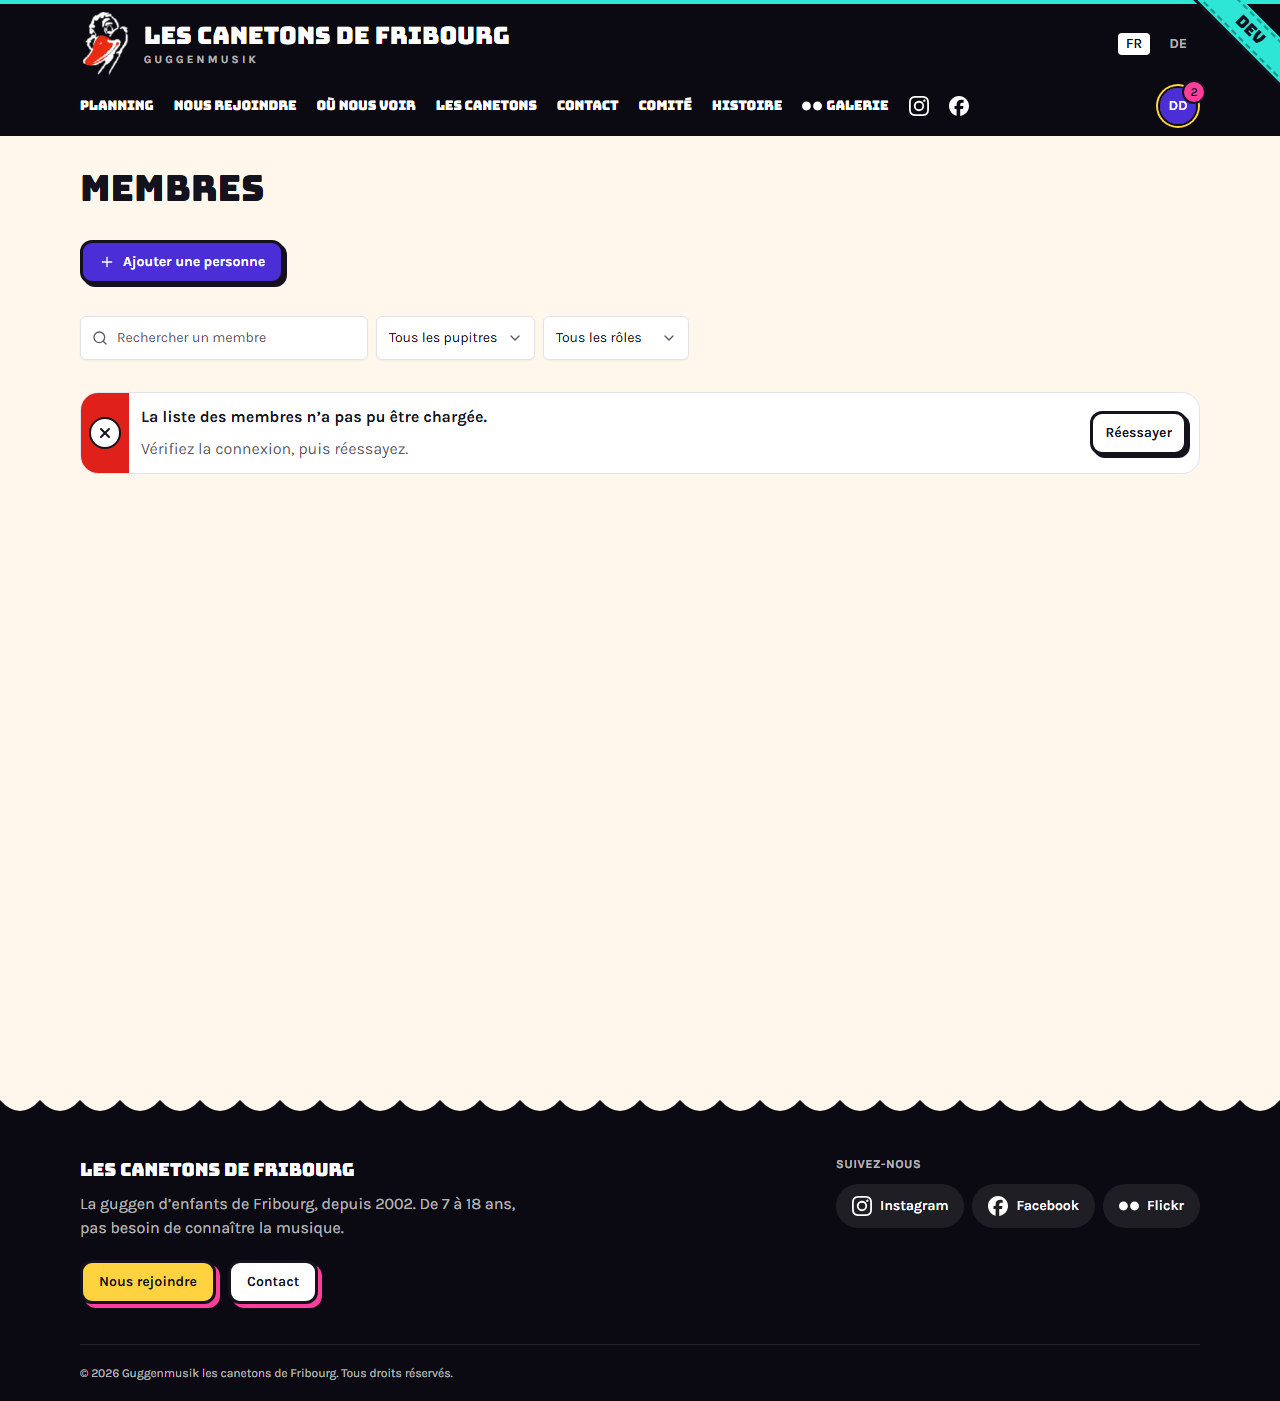 DEV
LES CANETONS DE FRIBOURG
GUGGENMUSIK
FR
DE
PLANNING
NOUS REJOINDRE
OÙ NOUS VOIR
LES CANETONS
CONTACT
COMITÉ
HISTOIRE
GALERIE
DD
2
MEMBRES
Ajouter une personne
Rechercher un membre
Tous les pupitres
Tous les rôles
La liste des membres n’a pas pu être chargée.
Vérifiez la connexion, puis réessayez.
Réessayer
LES CANETONS DE FRIBOURG
La guggen d’enfants de Fribourg, depuis 2002. De 7 à 18 ans,
pas besoin de connaître la musique.
Nous rejoindre
Contact
SUIVEZ-NOUS
Instagram
Facebook
Flickr
© 2026 Guggenmusik les canetons de Fribourg. Tous droits réservés.